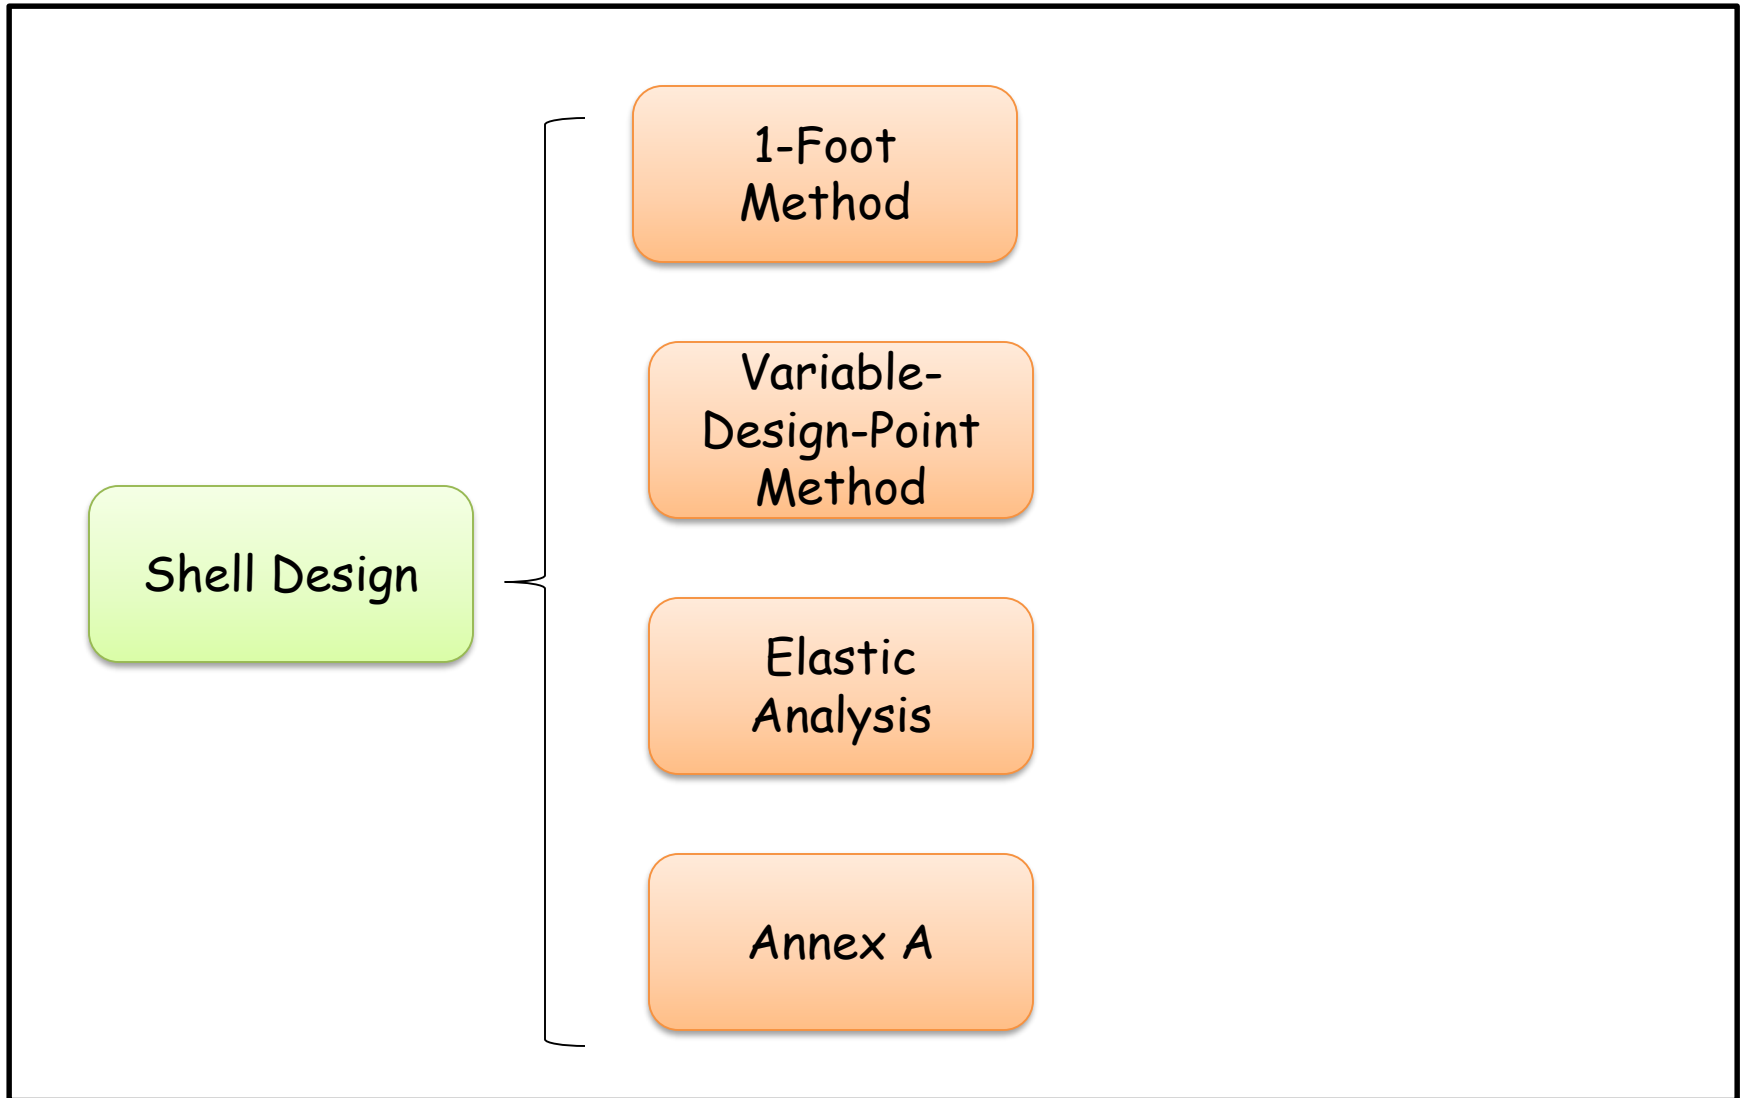 1-Foot
Method
Variable-
Design-Point
Method
Shell Design
Elastic
Analysis
Annex A